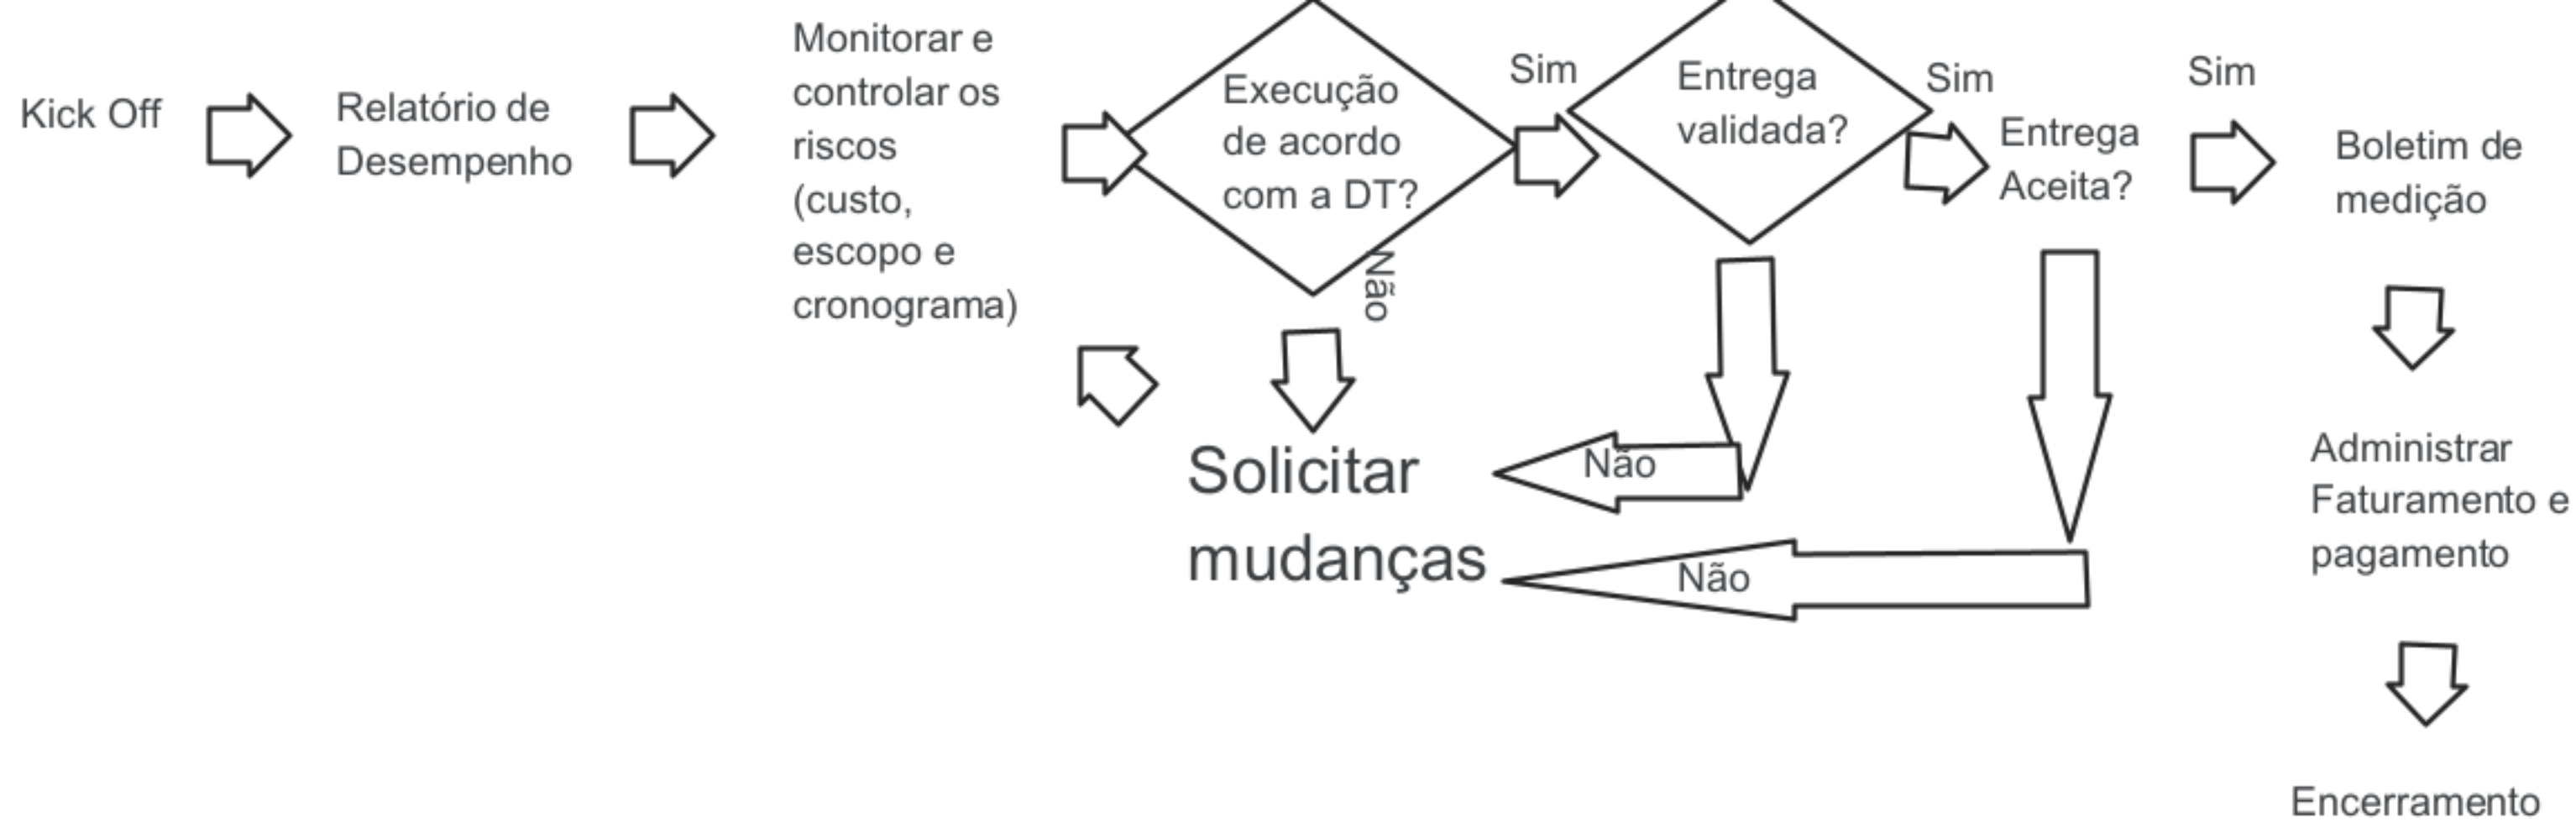 Kick Off
Relatório de
Desempenho
Monitorar e
controlar os
riscos
(custo,
escopo e
cronograma)
Execução
de acordo
com a DT?
Sim
Não
Entrega
validada?
Sim
Entrega
Aceita?
Sim
Boletim de
medição
Solicitar
mudanças
Não
Não
Administrar
Faturamento e
pagamento
Encerramento